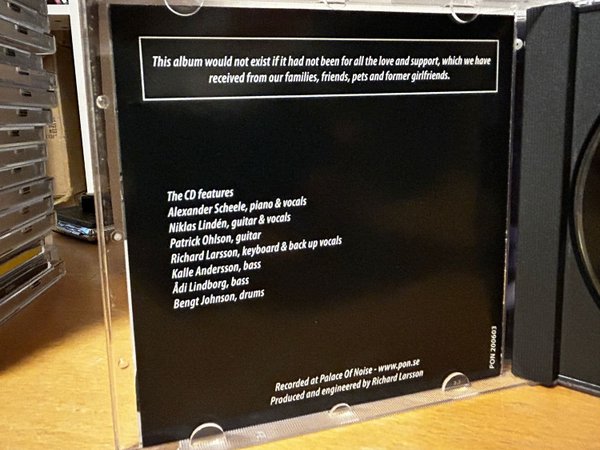 This album would not exist if it had not been for all the love and support, which we have
received from our families, friends, pets and former girlfriends.
The CD features
Alexander Scheele, piano & vocals
Niklas Lindén, guitar & vocals
Patrick Ohlson, guitar
Richard Larsson, keyboard & back up vocals
Kalle Andersson, bass
Ådi Lindborg, bass
Bengt Johnson, drums
Recorded at Palace Of Noise - www.pon.se
Produced and engineered by Richard Larsson
PON 200603